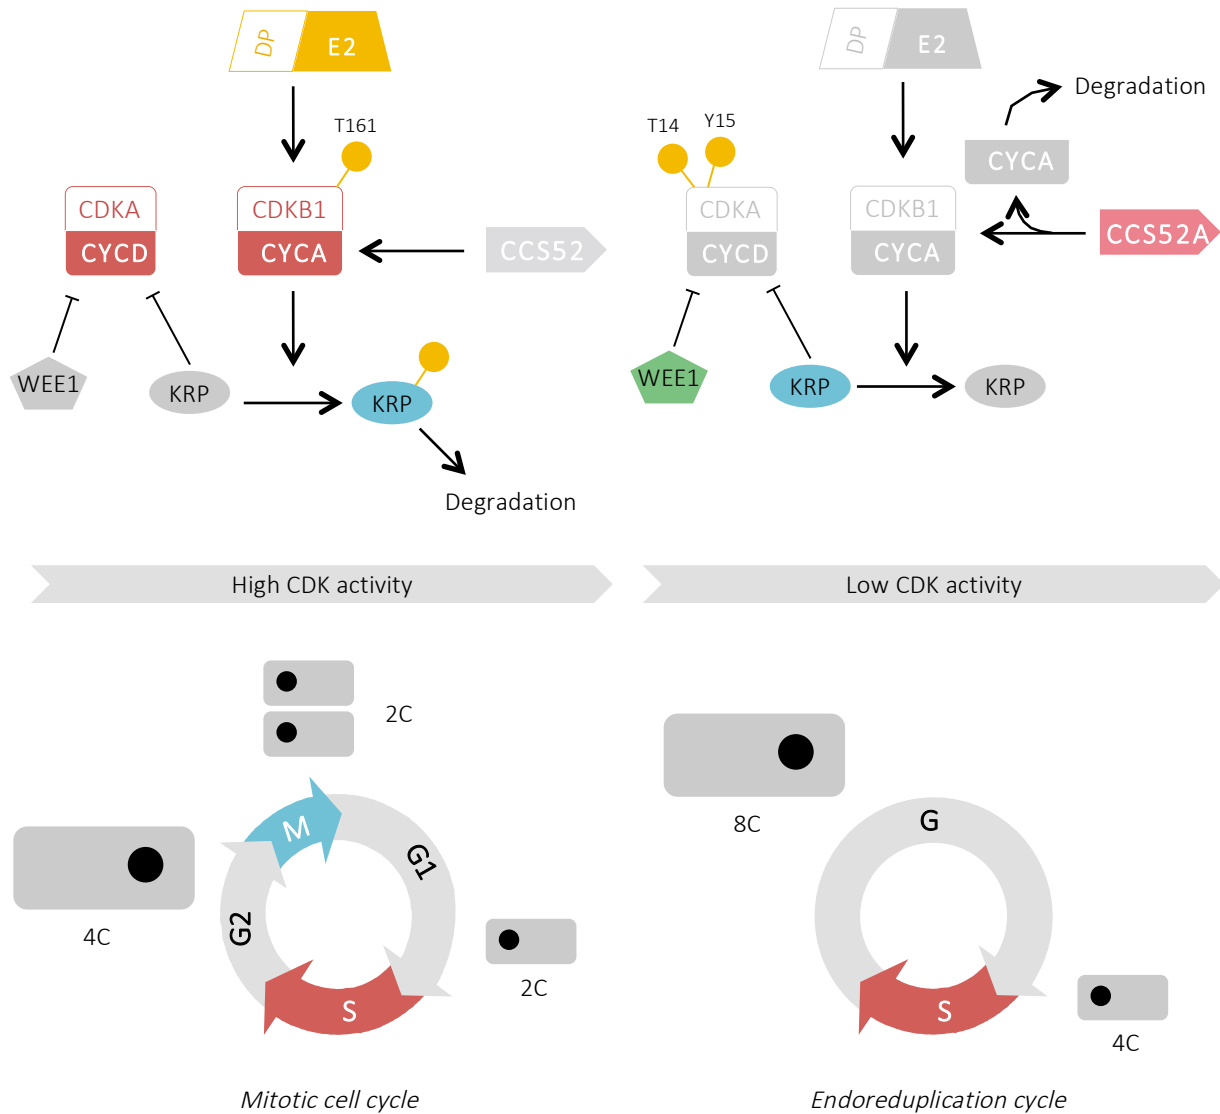 DP
E2
T161
CDKA
CYCD
CDKB1
CYCA
CCS52
WEE1
KRP
KRP
Degradation
DP
E2
Degradation
T14
Y15
CYCA
CDKA
CYCD
CDKB1
CYCA
CCS52A
WEE1
KRP
KRP
High CDK activity
Low CDK activity
2C
4C
M
G1
G2
S
2C
Mitotic cell cycle
8C
G
S
4C
Endoreduplication cycle